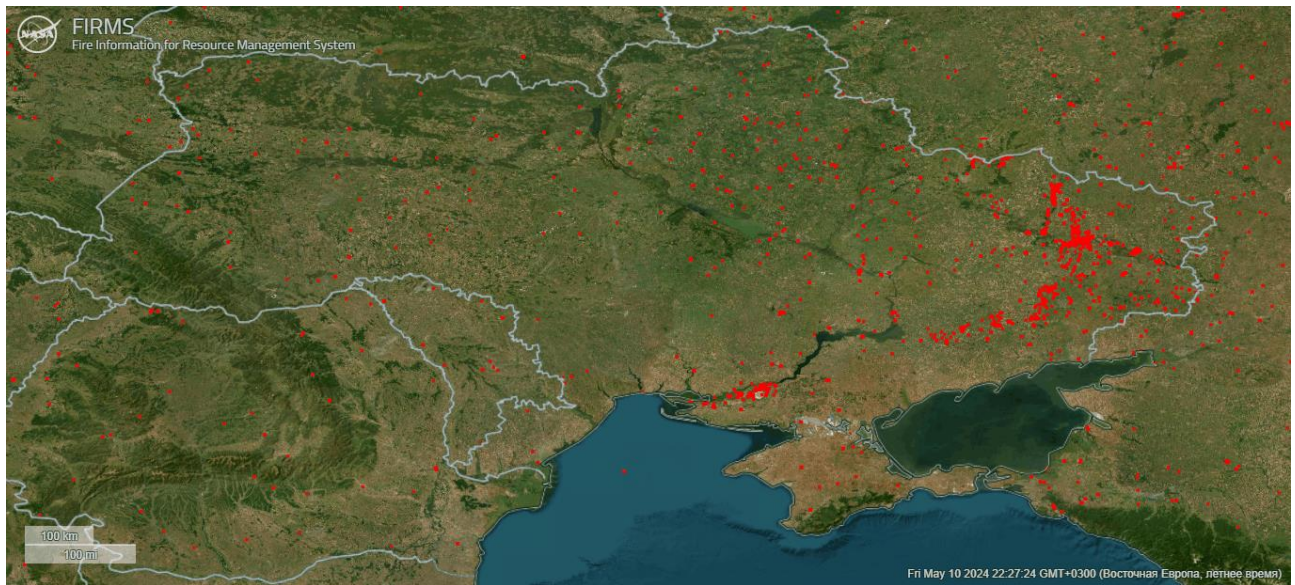 NASA
FIRMS
Fire Information for Resource Management System
100 km
100 mi
Fri May 10 2024 22:27:24 GMT+0300 (Восточная Европа, летнее время)